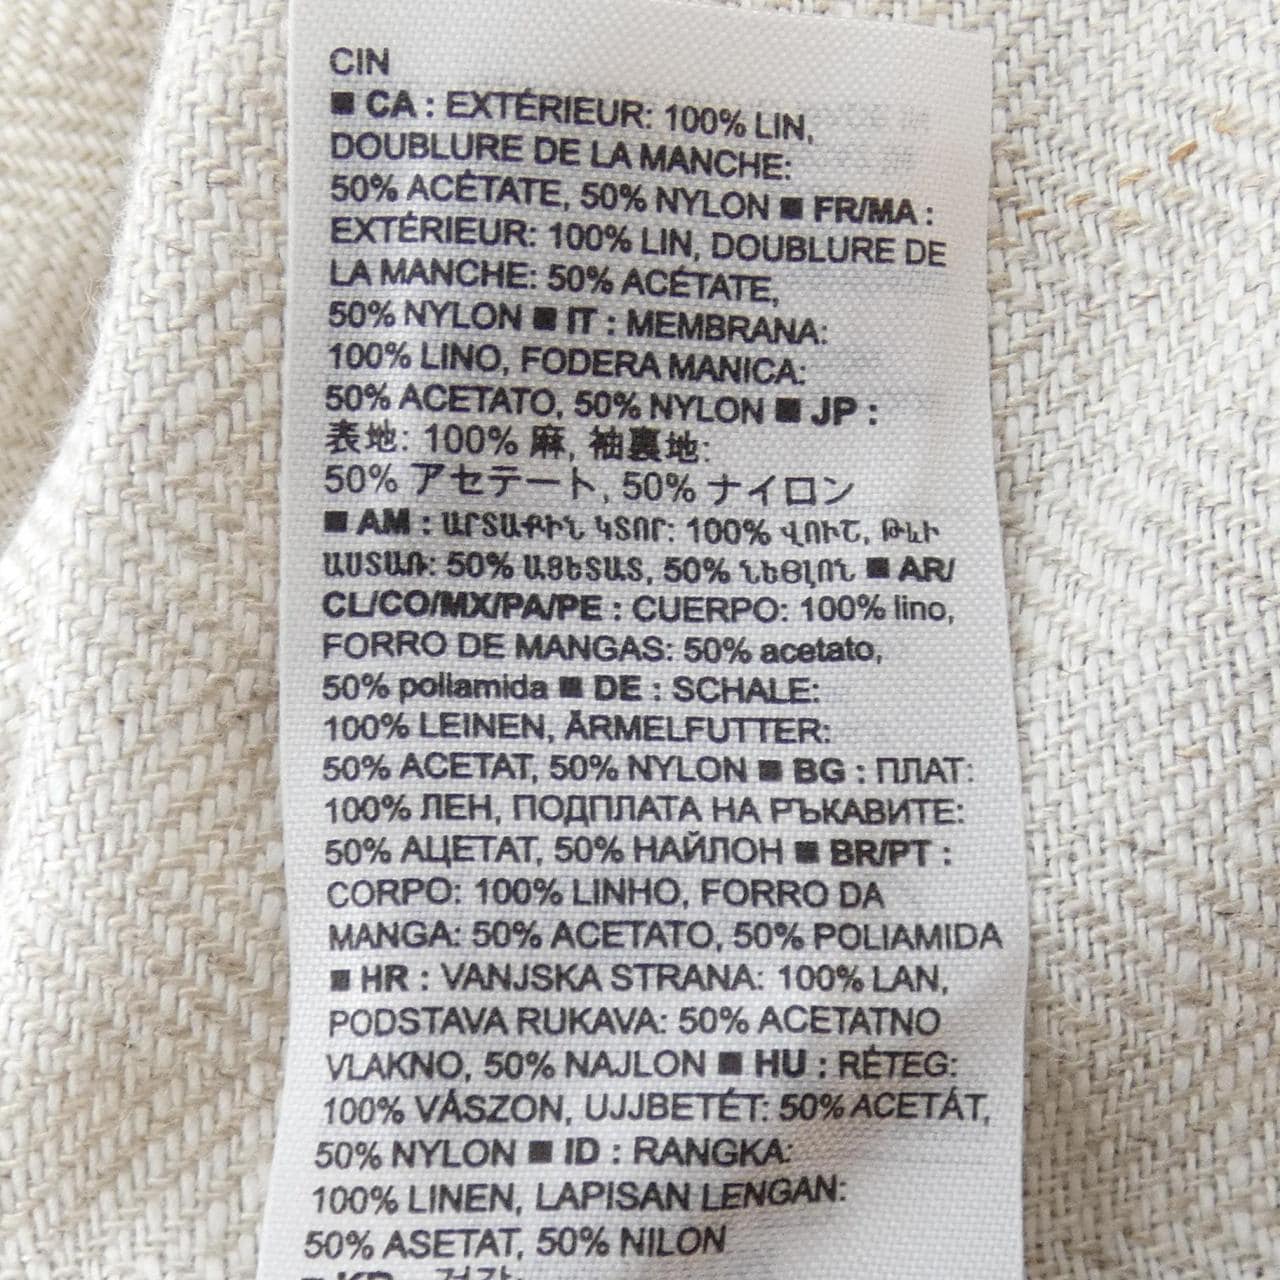 CIN
■ CA : EXTÉRIEUR: 100% LIN,
DOUBLURE DE LA MANCHE:
50% ACÉTATE, 50% NYLON ■ FR/MA :
EXTÉRIEUR: 100% LIN, DOUBLURE DE
LA MANCHE: 50% ACÉTATE,
50% NYLON ■ IT : MEMBRANA:
100% LINO, FODERA MANICA:
50% ACETATO, 50% NYLON ■ JP :
表地: 100% 麻, 袖裏地:
50% アセテート, 50% ナイロン
■ AM : ԱՐՏԱՔԻՆ ԿՏՈՐ: 100% ՎՈՒՇ, ԹԵՒ
ԱՍՏԱՌ: 50% ԱՑԵՏԱՏ, 50% ՆԵՅԼՈՆ ■ AR/
CL/CO/MX/PA/PE : CUERPO: 100% lino,
FORRO DE MANGAS: 50% acetato,
50% poliamida ■ DE : SCHALE:
100% LEINEN, ÄRMELFUTTER:
50% ACETAT, 50% NYLON ■ BG : ПЛАТ:
100% ЛЕН, ПОДПЛАТА НА РЪКАВИТЕ:
50% АЦЕТАТ, 50% НАЙЛОН ■ BR/PT :
CORPO: 100% LINHO, FORRO DA
MANGA: 50% ACETATO, 50% POLIAMIDA
■ HR : VANJSKA STRANA: 100% LAN,
PODSTAVA RUKAVA: 50% ACETATNO
VLAKNO, 50% NAJLON ■ HU : RÉTEG:
100% VÁSZON, UJJBETÉT: 50% ACETÁT,
50% NYLON ■ ID : RANGKA:
100% LINEN, LAPISAN LENGAN:
50% ASETAT, 50% NILON